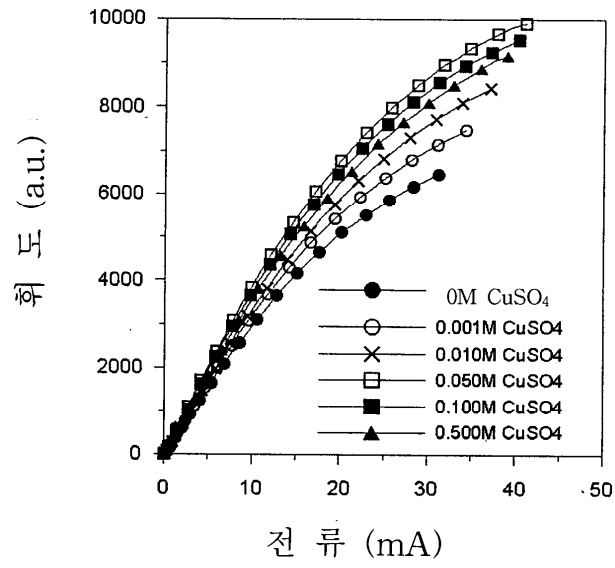 10000
8000
6000
4000
2000
0
휘 도 (a.u.)
0M CuSO₄
0.001M CuSO4
0.010M CuSO4
0.050M CuSO4
0.100M CuSO4
0.500M CuSO4
0 10 20 30 40 50
전 류 (mA)